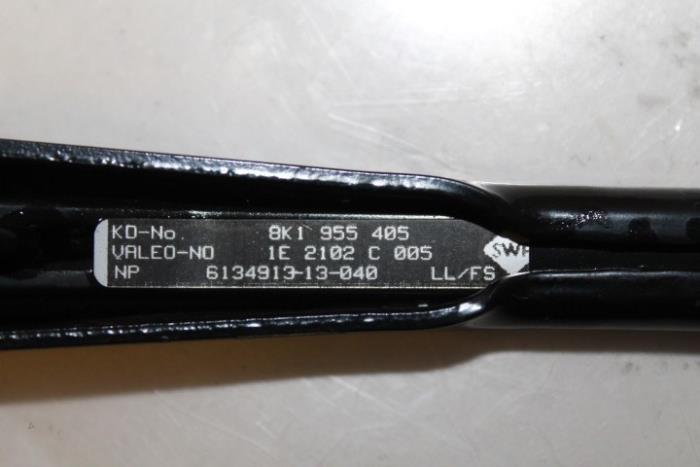 KD-No. 8K1 955 405
VALEO-NO 1E 2102 C 005
NP 6134913-13-040 LL/FS